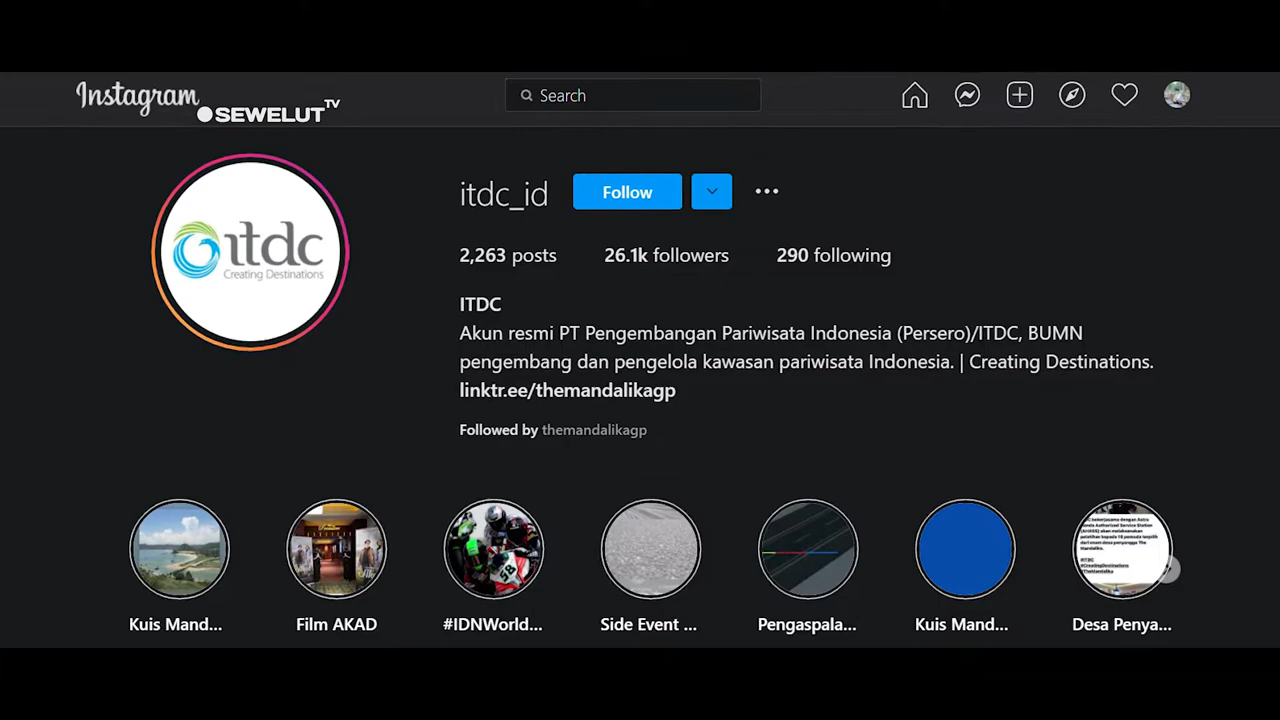 Instagram
SEWELUT TV
Search
itdc
Creating Destinations
itdc_id
Follow
2,263 posts 26.1k followers 290 following
ITDC
Akun resmi PT Pengembangan Pariwisata Indonesia (Persero)/ITDC, BUMN
pengembang dan pengelola kawasan pariwisata Indonesia. | Creating Destinations.
linktr.ee/themandalikagp
Followed by themandalikagp
58
Kuis Mand... Film AKAD #IDNWorld... Side Event ... Pengaspala... Kuis Mand... Desa Penya...